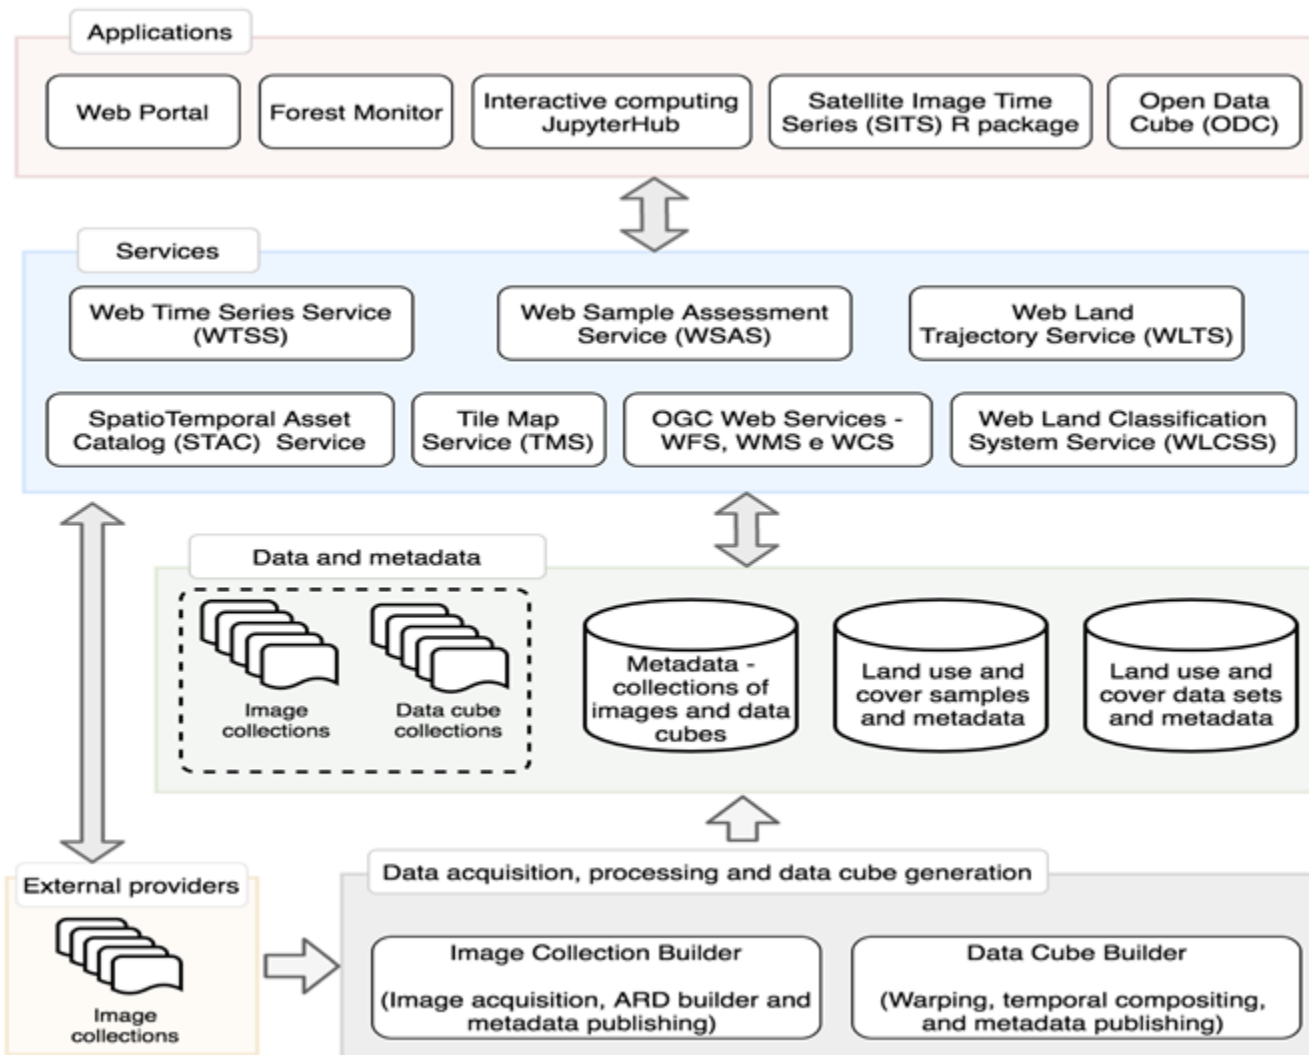 Applications
Web Portal
Forest Monitor
Interactive computing
JupyterHub
Satellite Image Time
Series (SITS) R package
Open Data
Cube (ODC)
Services
Web Time Series Service
(WTSS)
Web Sample Assessment
Service (WSAS)
Web Land
Trajectory Service (WLTS)
SpatioTemporal Asset
Catalog (STAC) Service
Tile Map
Service (TMS)
OGC Web Services -
WFS, WMS e WCS
Web Land Classification
System Service (WLCSS)
Data and metadata
Image
collections
Data cube
collections
Metadata -
collections of
images and data
cubes
Land use and
cover samples
and metadata
Land use and
cover data sets
and metadata
External providers
Image
collections
Data acquisition, processing and data cube generation
Image Collection Builder
(Image acquisition, ARD builder and
metadata publishing)
Data Cube Builder
(Warping, temporal compositing,
and metadata publishing)